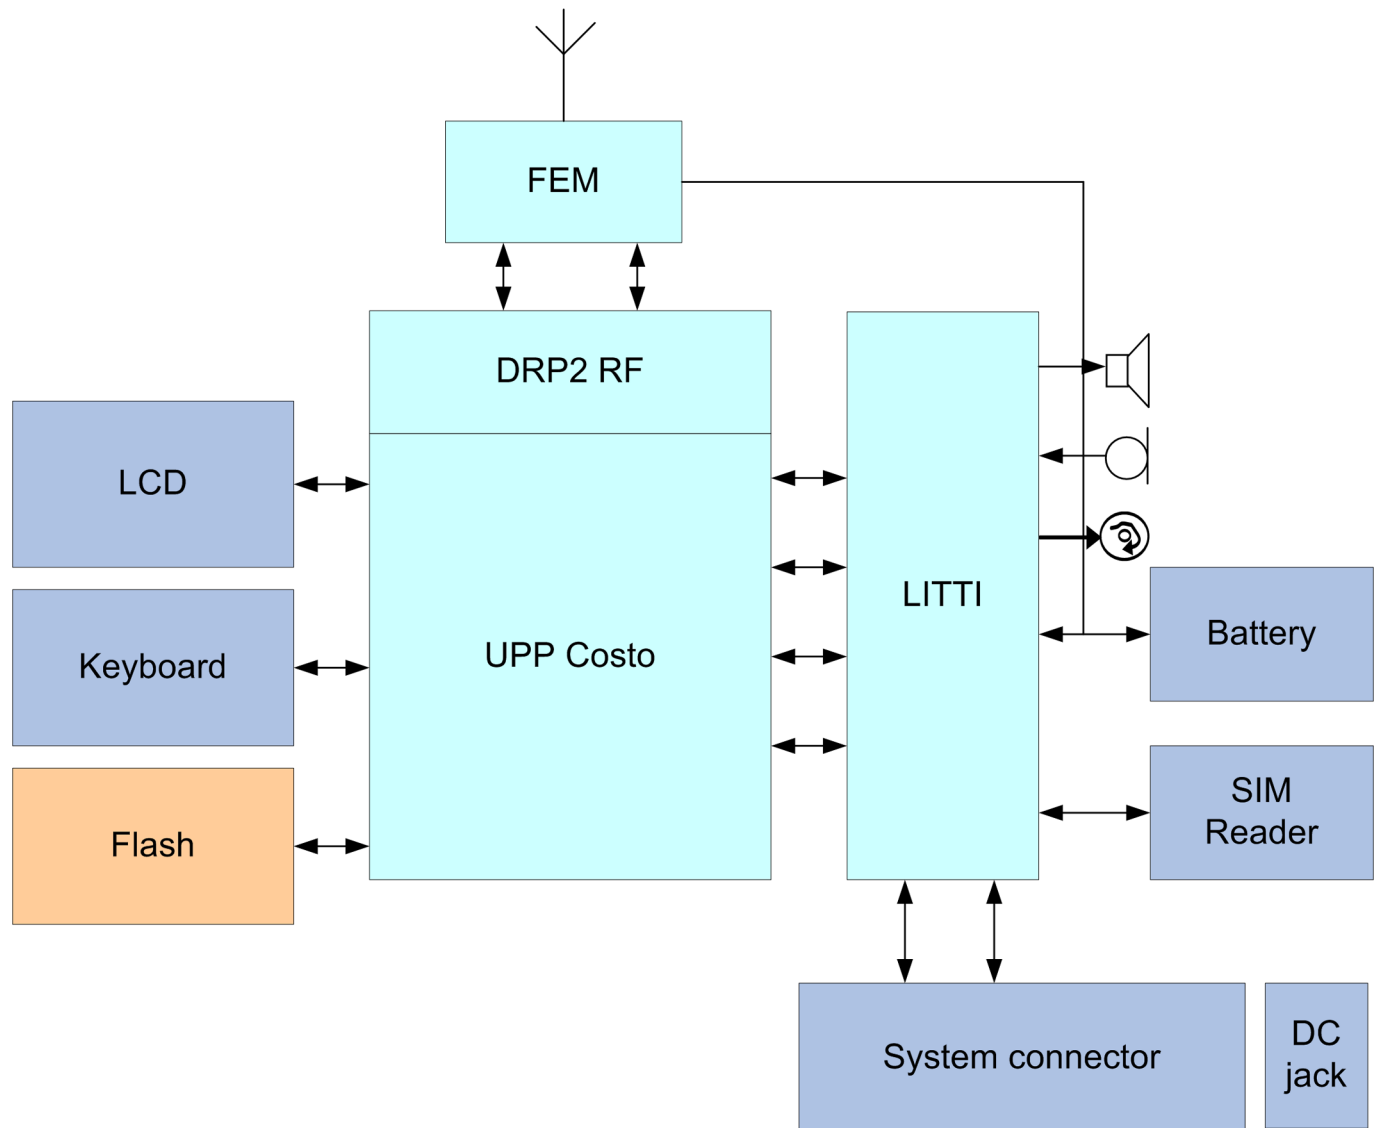 FEM
DRP2 RF
LCD
Keyboard
UPP Costo
LITTI
Battery
Flash
SIM
Reader
System connector
DC
jack